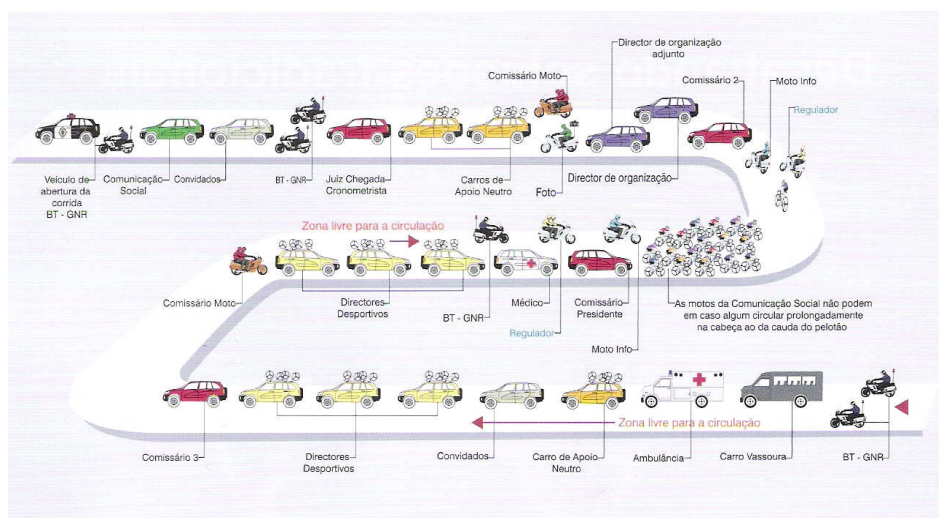 Director de organização
adjunto
Comissário Moto
Comissário 2
Moto Info
Regulador
Veículo de
abertura da
corrida
BT - GNR
Comunicação
Social
Convidados
BT - GNR
Juiz Chegada
Cronometrista
Carros de
Apoio Neutro
Foto
Director de organização
Zona livre para a circulação
Comissário Moto
Directores
Desportivos
BT - GNR
Médico
Regulador
Comissário
Presidente
Moto Info
As motos da Comunicação Social não podem
em caso algum circular prolongadamente
na cabeça ao da cauda do pelotão
Zona livre para a circulação
Comissário 3
Directores
Desportivos
Convidados
Carro de Apoio
Neutro
Ambulância
Carro Vassoura
BT - GNR